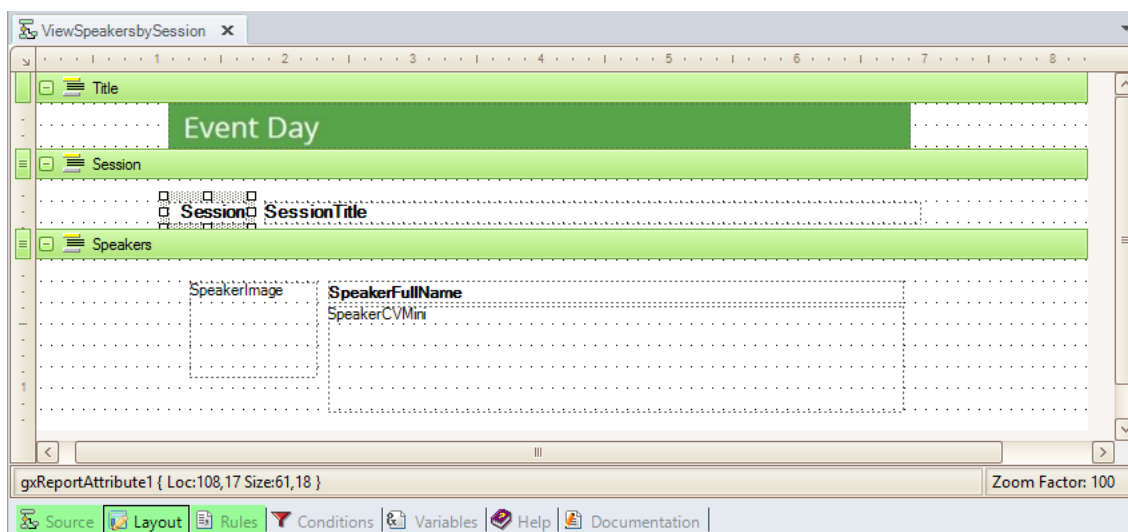 ViewSpeakersbySession x
1 2 3 4 5 6 7 8
Title
Event Day
Session
Session SessionTitle
Speakers
SpeakerImage
SpeakerFullName
SpeakerCVMini
1
gxReportAttribute1 { Loc:108,17 Size:61,18 } Zoom Factor: 100
Source Layout Rules Conditions Variables Help Documentation